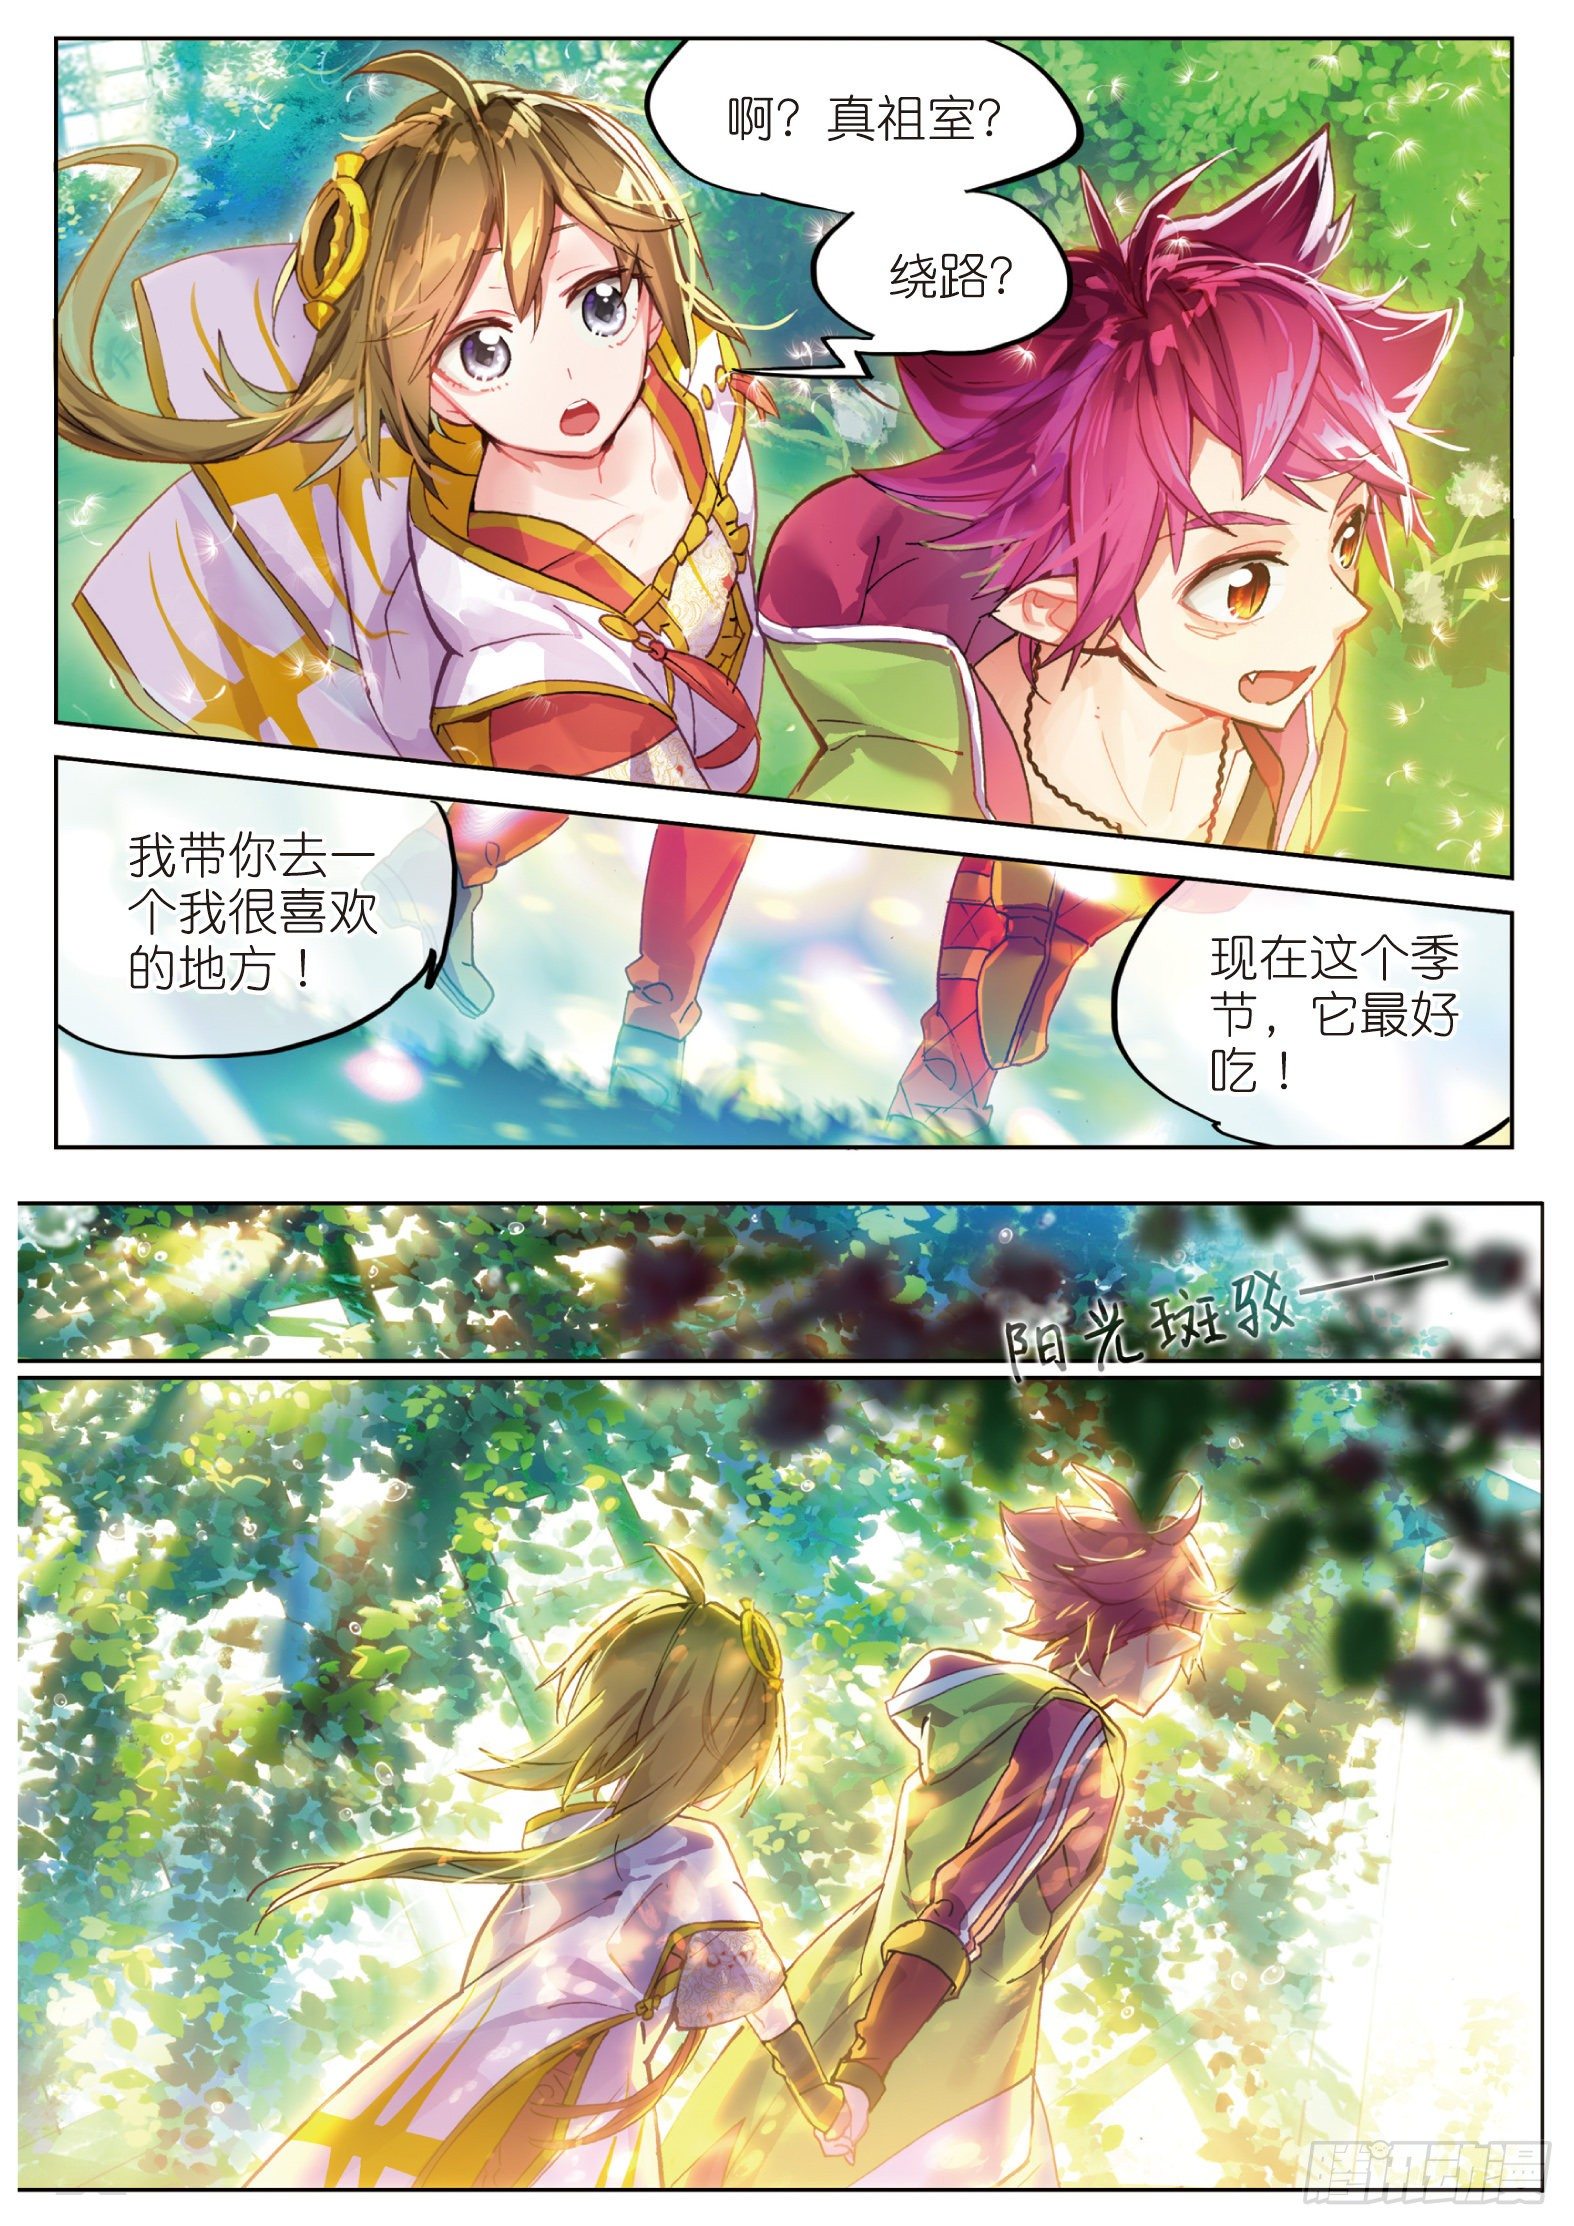 啊？真祖室？
绕路？
我带你去一
个我很喜欢
的地方！
现在这个季
节，它最好
吃！
阳光斑驳——
腾讯动漫